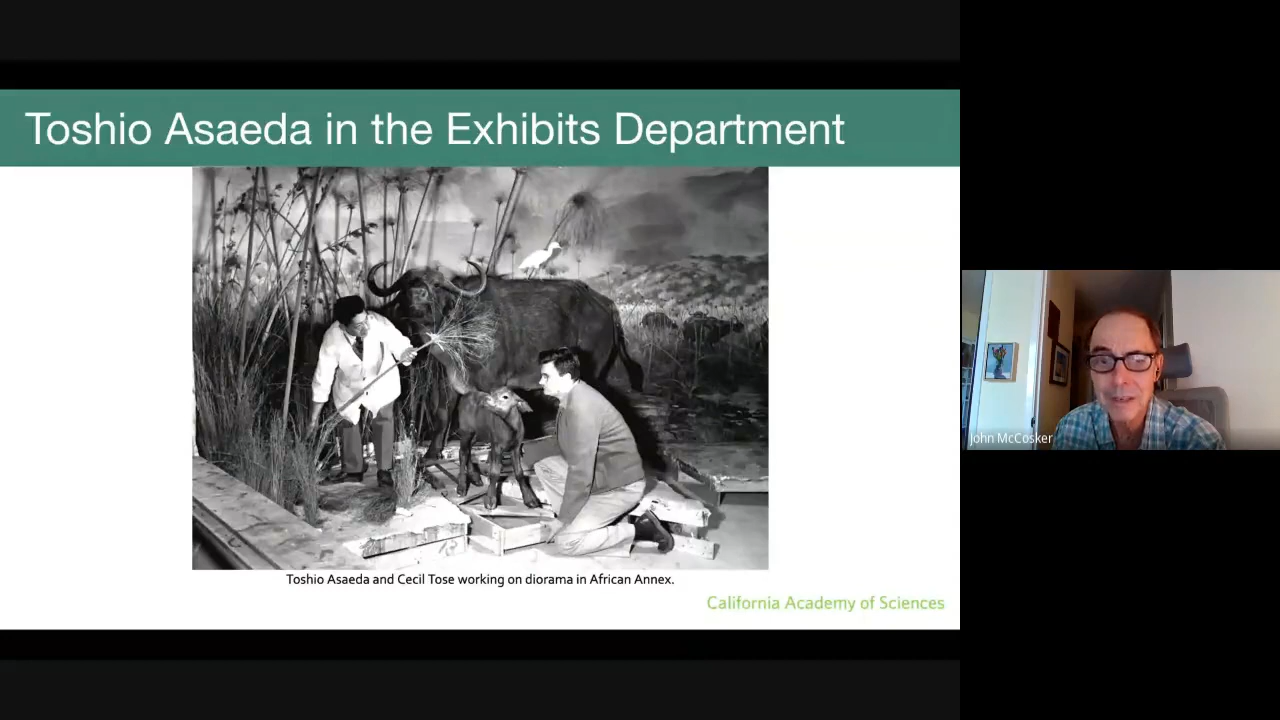 Toshio Asaeda in the Exhibits Department
Toshio Asaeda and Cecil Tose working on diorama in African Annex.
California Academy of Sciences
John McCosker